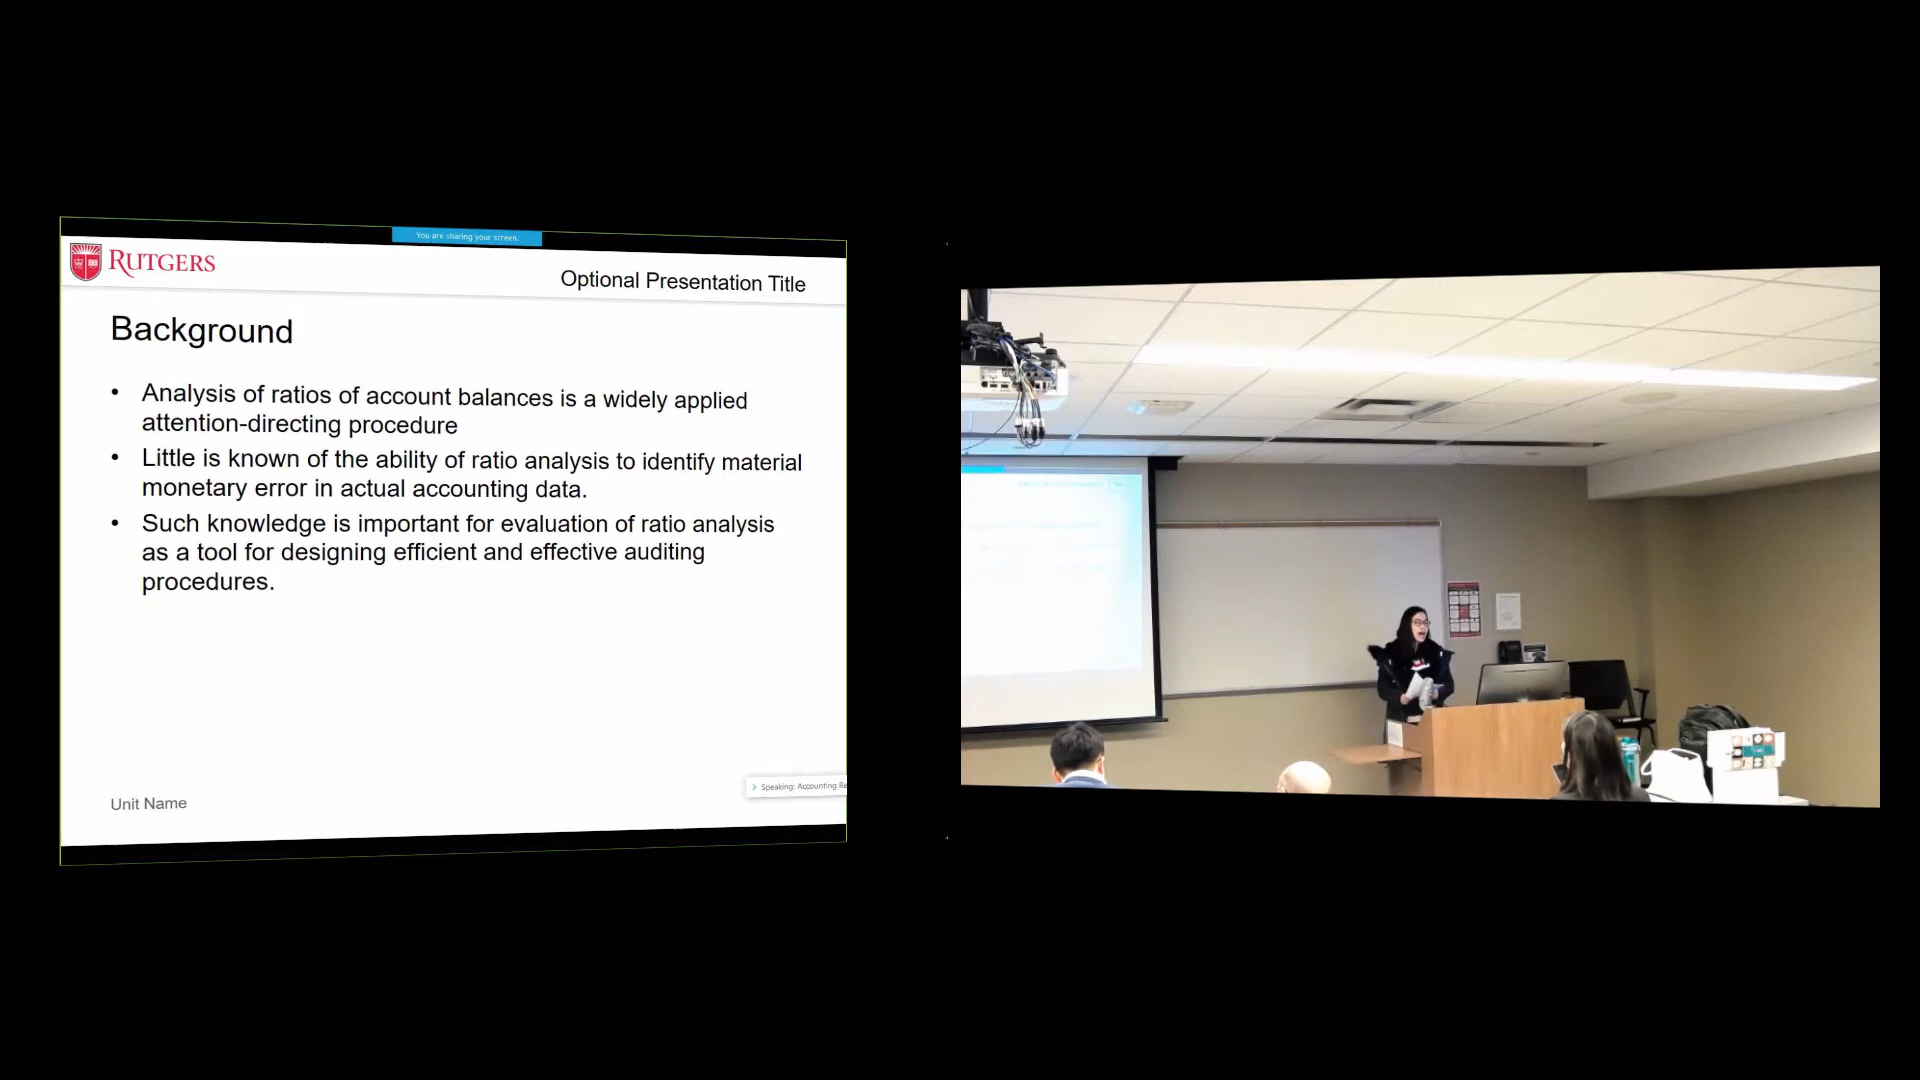 You are sharing your screen.
RUTGERS
Optional Presentation Title
Background
• Analysis of ratios of account balances is a widely applied
attention-directing procedure
• Little is known of the ability of ratio analysis to identify material
monetary error in actual accounting data.
• Such knowledge is important for evaluation of ratio analysis
as a tool for designing efficient and effective auditing
procedures.
Speaking: Accounting Re
Unit Name